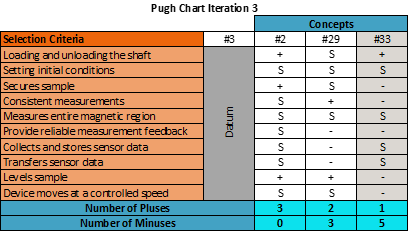 Pugh Chart Iteration 3
Concepts
Selection Criteria #3 #2 #29 #33
Datum
Loading and unloading the shaft + S +
Setting initial conditions S S S
Secures sample + S -
Consistent measurements S + -
Measures entire magnetic region S S S
Provide reliable measurement feedback S - -
Collects and stores sensor data S - S
Transfers sensor data S - S
Levels sample + + -
Device moves at a controlled speed S S -
Number of Pluses 3 2 1
Number of Minuses 0 3 5